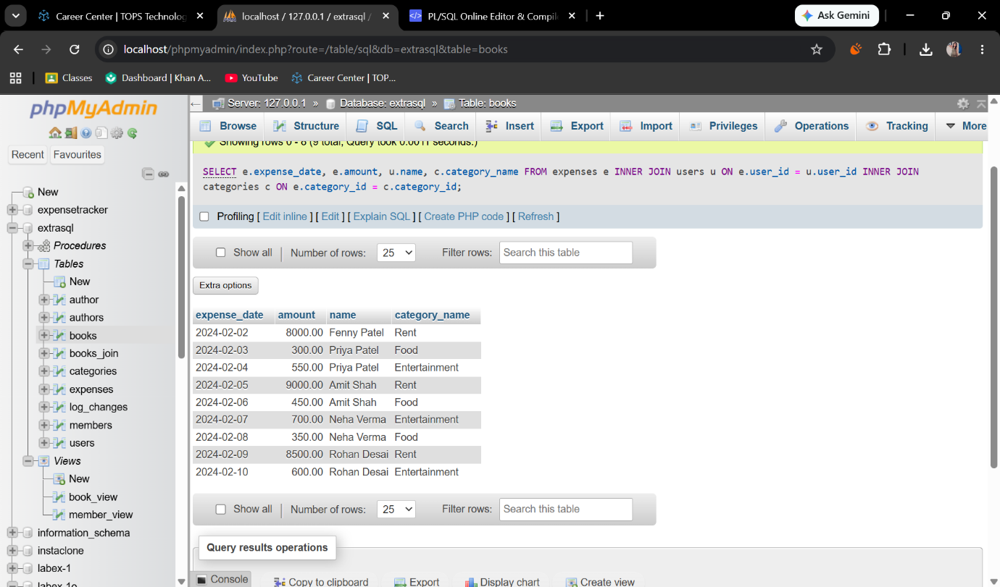 Career Center | TOPS Technolog
localhost / 127.0.0.1 / extrasql /
PL/SQL Online Editor & Compil
Ask Gemini
localhost/phpmyadmin/index.php?route=/table/sql&db=extrasql&table=books
Classes
Dashboard | Khan A...
YouTube
Career Center | TOP...
phpMyAdmin
Recent
Favourites
New
expensetracker
extrasql
Procedures
Tables
New
author
authors
books
books_join
categories
expenses
log_changes
members
users
Views
New
book_view
member_view
information_schema
instaclone
labex-1
labex-1o
Server: 127.0.0.1 » Database: extrasql » Table: books
Browse Structure SQL Search Insert Export Import Privileges Operations Tracking More
Showing rows 0 - 8 (9 total, Query took 0.0011 seconds.)
SELECT e.expense_date, e.amount, u.name, c.category_name FROM expenses e INNER JOIN users u ON e.user_id = u.user_id INNER JOIN
categories c ON e.category_id = c.category_id;
Profiling [ Edit inline ] [ Edit ] [ Explain SQL ] [ Create PHP code ] [ Refresh ]
Show all | Number of rows: 25 Filter rows: Search this table
Extra options
expense_date amount name category_name
2024-02-02 8000.00 Fenny Patel Rent
2024-02-03 300.00 Priya Patel Food
2024-02-04 550.00 Priya Patel Entertainment
2024-02-05 9000.00 Amit Shah Rent
2024-02-06 450.00 Amit Shah Food
2024-02-07 700.00 Neha Verma Entertainment
2024-02-08 350.00 Neha Verma Food
2024-02-09 8500.00 Rohan Desai Rent
2024-02-10 600.00 Rohan Desai Entertainment
Show all | Number of rows: 25 Filter rows: Search this table
Query results operations
Console
Copy to clipboard Export Display chart Create view